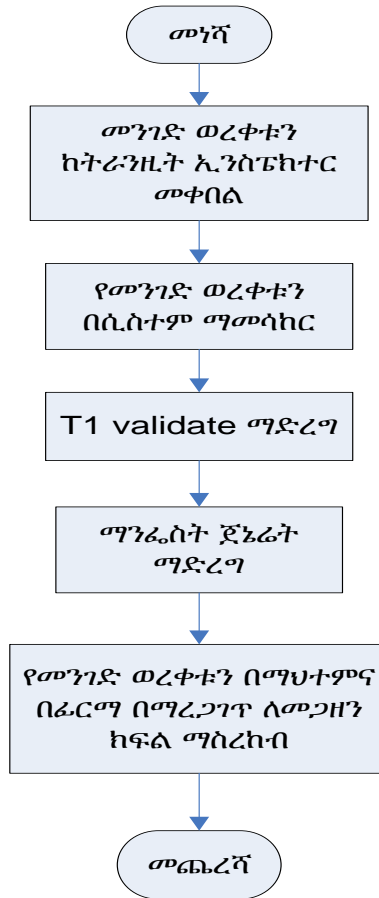 መነሻ
መንገድ ወረቀቱን
ከትራንዚት ኢንስፔክተር
መቀበል
የመንገድ ወረቀቱን
በሲስተም ማመሳከር
T1 validate ማድረግ
ማንፌስት ጀኔሬት
ማድረግ
የመንገድ ወረቀቱን በማህተምና
በፊርማ በማረጋገጥ ለመጋዘን
ክፍል ማስረከብ
መጨረሻ